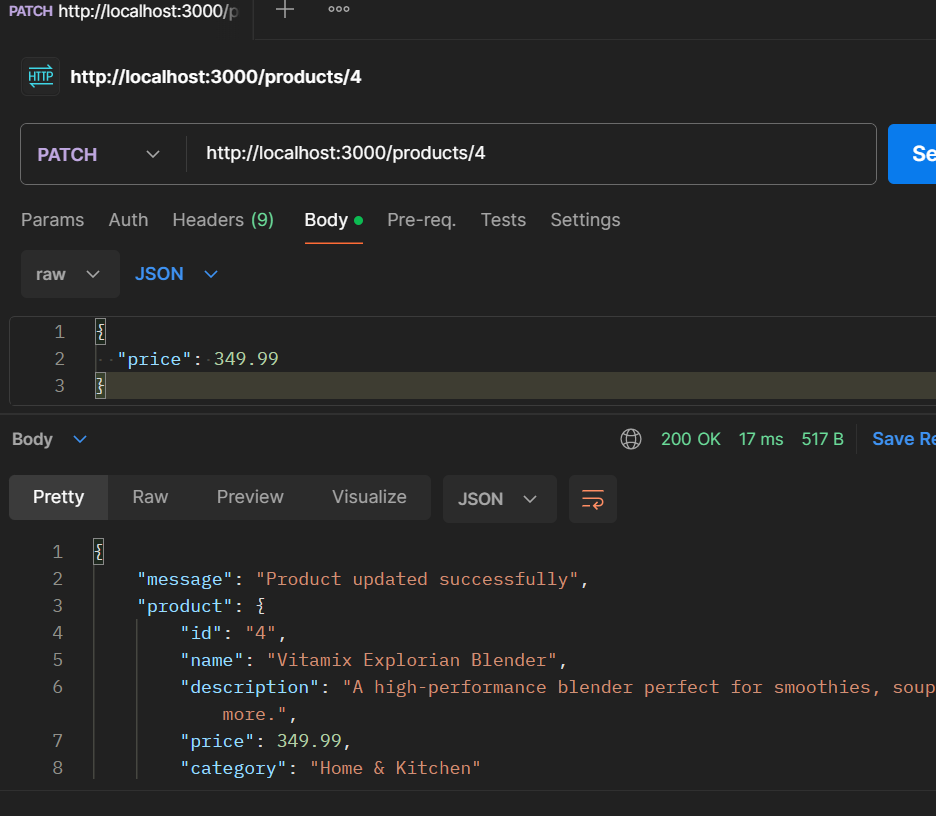 PATCH http://localhost:3000/p
HTTP http://localhost:3000/products/4
PATCH http://localhost:3000/products/4 Se
Params Auth Headers (9) Body Pre-req. Tests Settings
raw JSON
1 {
2 "price": 349.99
3 }
Body 200 OK 17 ms 517 B Save Re
Pretty Raw Preview Visualize JSON
1 {
2 "message": "Product updated successfully",
3 "product": {
4 "id": "4",
5 "name": "Vitamix Explorian Blender",
6 "description": "A high-performance blender perfect for smoothies, soup
more.",
7 "price": 349.99,
8 "category": "Home & Kitchen"